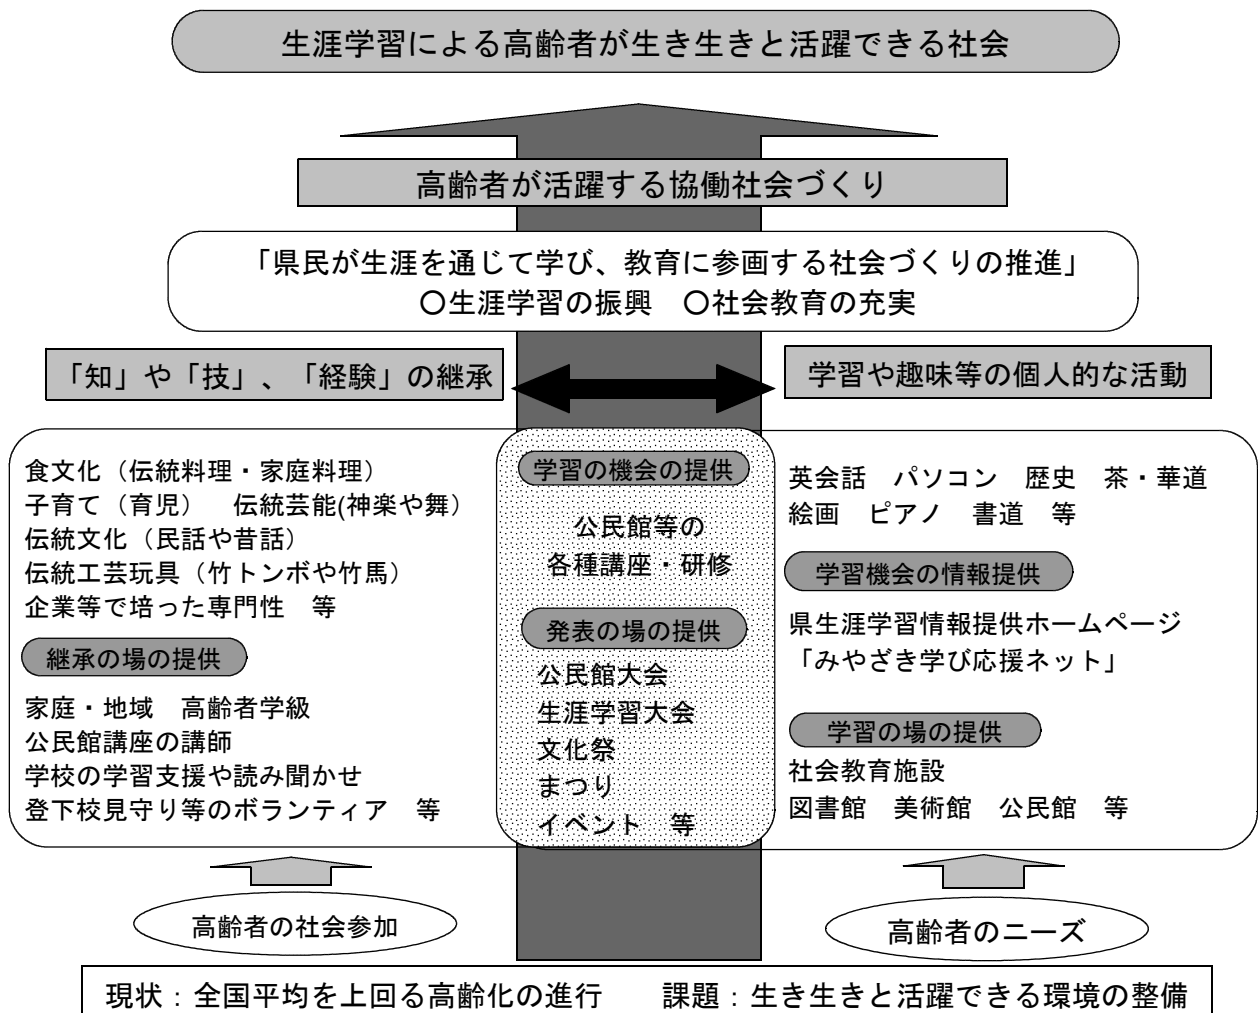 生涯学習による高齢者が生き生きと活躍できる社会
高齢者が活躍する協働社会づくり
「県民が生涯を通じて学び、教育に参画する社会づくりの推進」
〇生涯学習の振興　〇社会教育の充実
「知」や「技」、「経験」の継承
学習や趣味等の個人的な活動
食文化（伝統料理・家庭料理）
子育て（育児）　伝統芸能(神楽や舞）
伝統文化（民話や昔話）
伝統工芸玩具（竹トンボや竹馬）
企業等で培った専門性　等
継承の場の提供
家庭・地域　高齢者学級
公民館講座の講師
学校の学習支援や読み聞かせ
登下校見守り等のボランティア　等
学習の機会の提供
公民館等の
各種講座・研修
発表の場の提供
公民館大会
生涯学習大会
文化祭
まつり
イベント　等
英会話　パソコン　歴史　茶・華道
絵画　ピアノ　書道　等
学習機会の情報提供
県生涯学習情報提供ホームページ
「みやざき学び応援ネット」
学習の場の提供
社会教育施設
図書館　美術館　公民館　等
高齢者の社会参加
高齢者のニーズ
現状：全国平均を上回る高齢化の進行　　課題：生き生きと活躍できる環境の整備